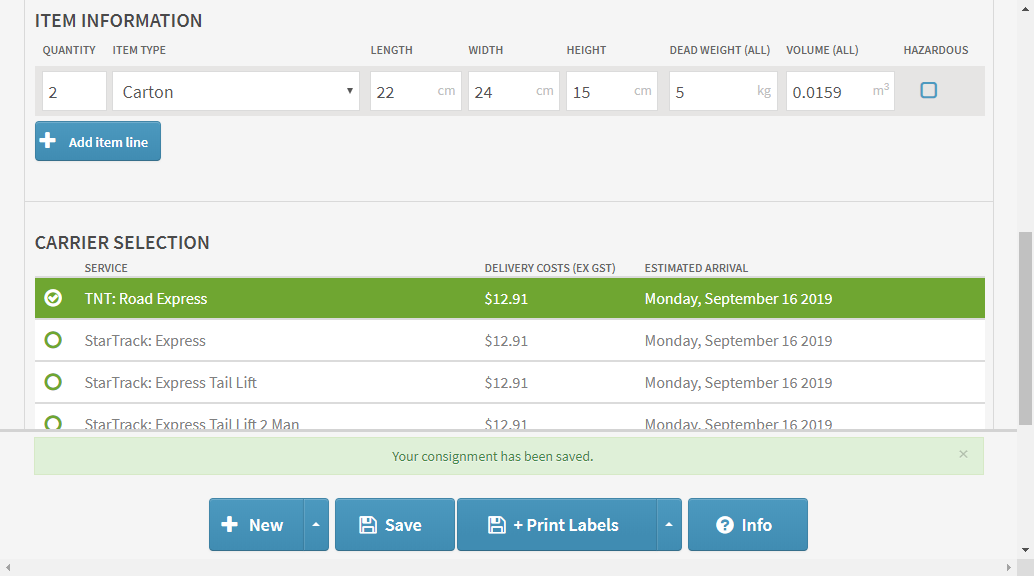 ITEM INFORMATION
QUANTITY ITEM TYPE LENGTH WIDTH HEIGHT DEAD WEIGHT (ALL) VOLUME (ALL) HAZARDOUS
2 Carton 22 cm 24 cm 15 cm 5 kg 0.0159 m³
Add item line
CARRIER SELECTION
SERVICE DELIVERY COSTS (EX GST) ESTIMATED ARRIVAL
TNT: Road Express $12.91 Monday, September 16 2019
StarTrack: Express $12.91 Monday, September 16 2019
StarTrack: Express Tail Lift $12.91 Monday, September 16 2019
StarTrack: Express Tail Lift 2 Man $12.91 Monday, September 16 2019
Your consignment has been saved. ×
New Save + Print Labels Info